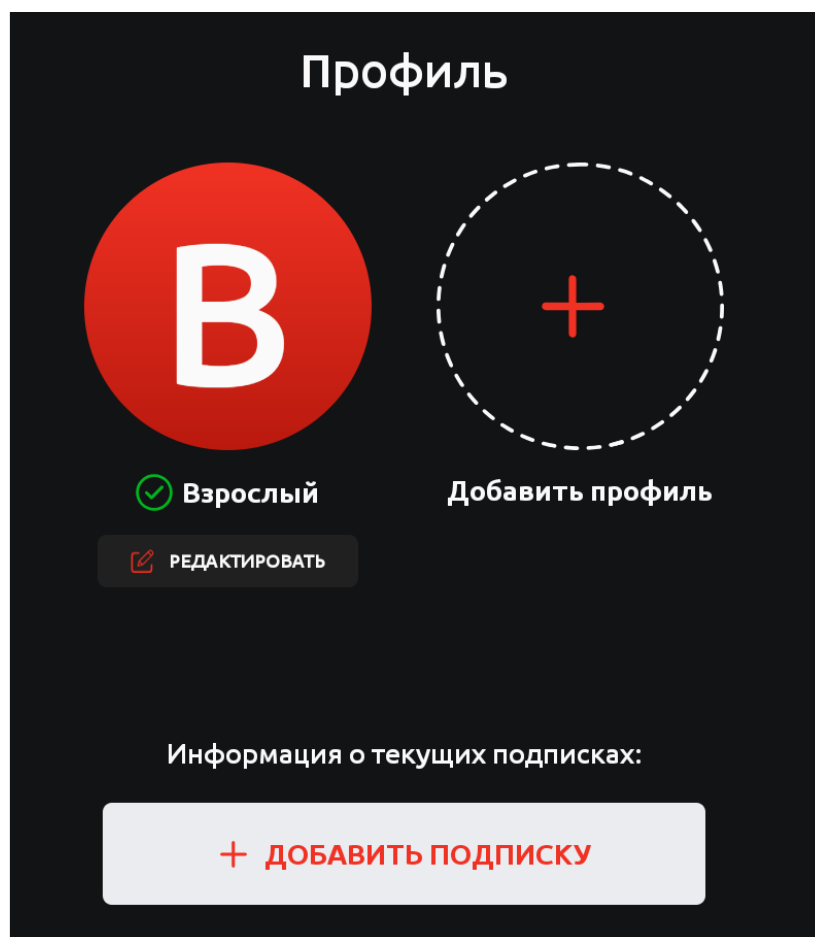 Профиль
В
Взрослый
Добавить профиль
РЕДАКТИРОВАТЬ
Информация о текущих подписках:
ДОБАВИТЬ ПОДПИСКУ